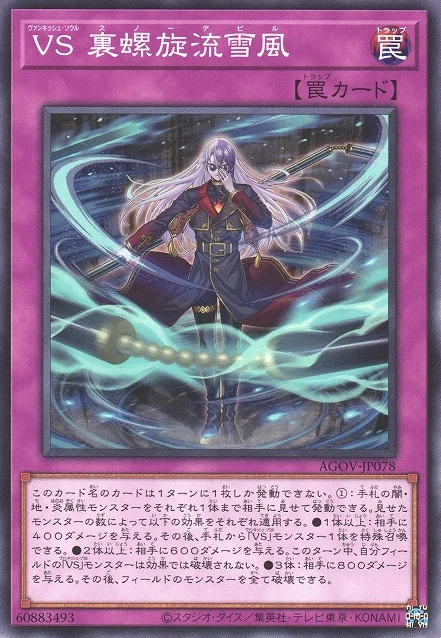 ヴァンキッシュ・ソウル スノーデビル
VS 裏螺旋流雪風
トラップ
罠
【罠カード】
AGOV-JP078
このカード名のカードは1ターンに1枚しか発動できない。①:手札の闇・
地・炎属性モンスターをそれぞれ1体まで相手に見せて発動できる。見せた
モンスターの数によって以下の効果をそれぞれ適用する。●1体以上:相手に
400ダメージを与える。その後、手札から「VS」モンスター1体を特殊召喚
できる。●2体以上:相手に600ダメージを与える。このターン中、自分フィー
ルドの「VS」モンスターは効果では破壊されない。●3体:相手に800ダメージ
を与える。その後、フィールドのモンスターを全て破壊できる。
60883493
©スタジオ・ダイス/集英社・テレビ東京・KONAMI